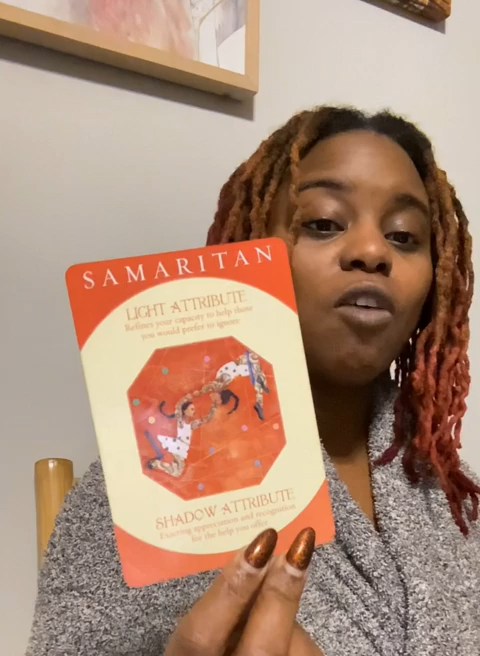 SAMARITAN
LIGHT ATTRIBUTE
Refines your capacity to help those
you would prefer to ignore
SHADOW ATTRIBUTE
Expecting appreciation and recognition
for the help you offer